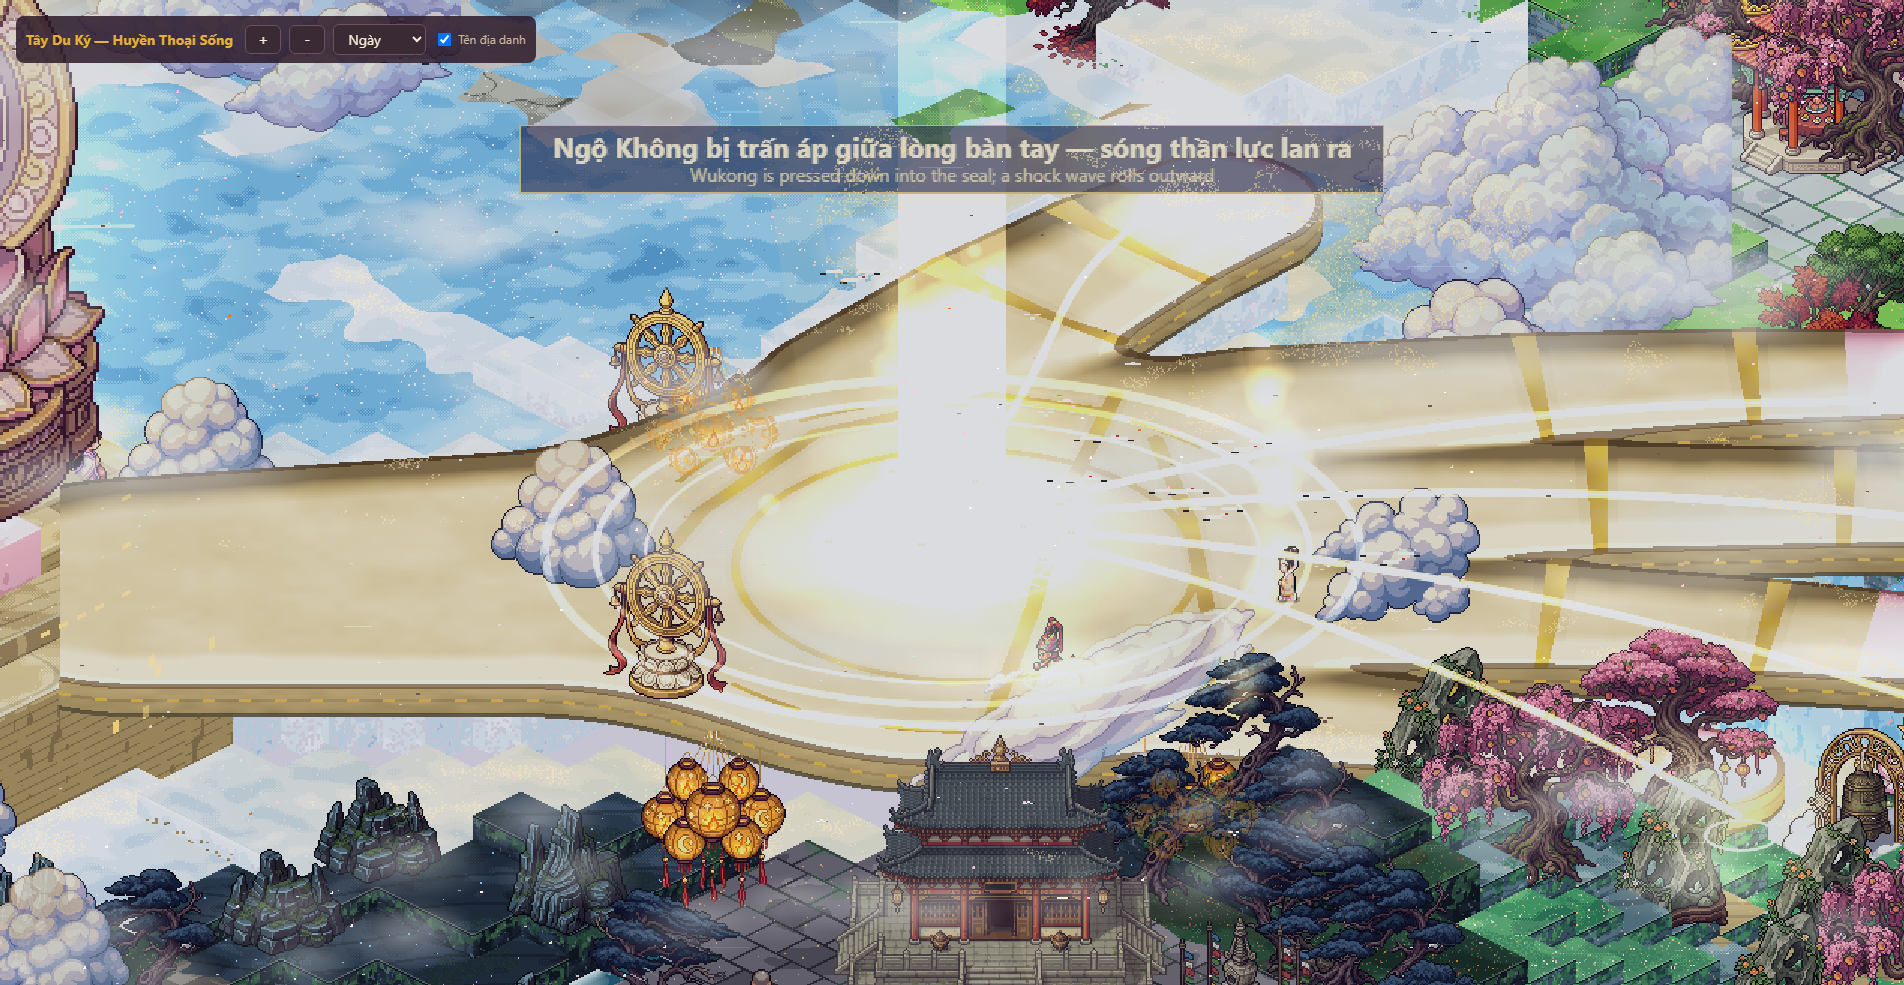 Tây Du Ký — Huyền Thoại Sống + - Ngày Tên địa danh
Ngộ Không bị trấn áp giữa lòng bàn tay — sóng thần lực lan ra
Wukong is pressed down into the seal; a shock wave rolls outward